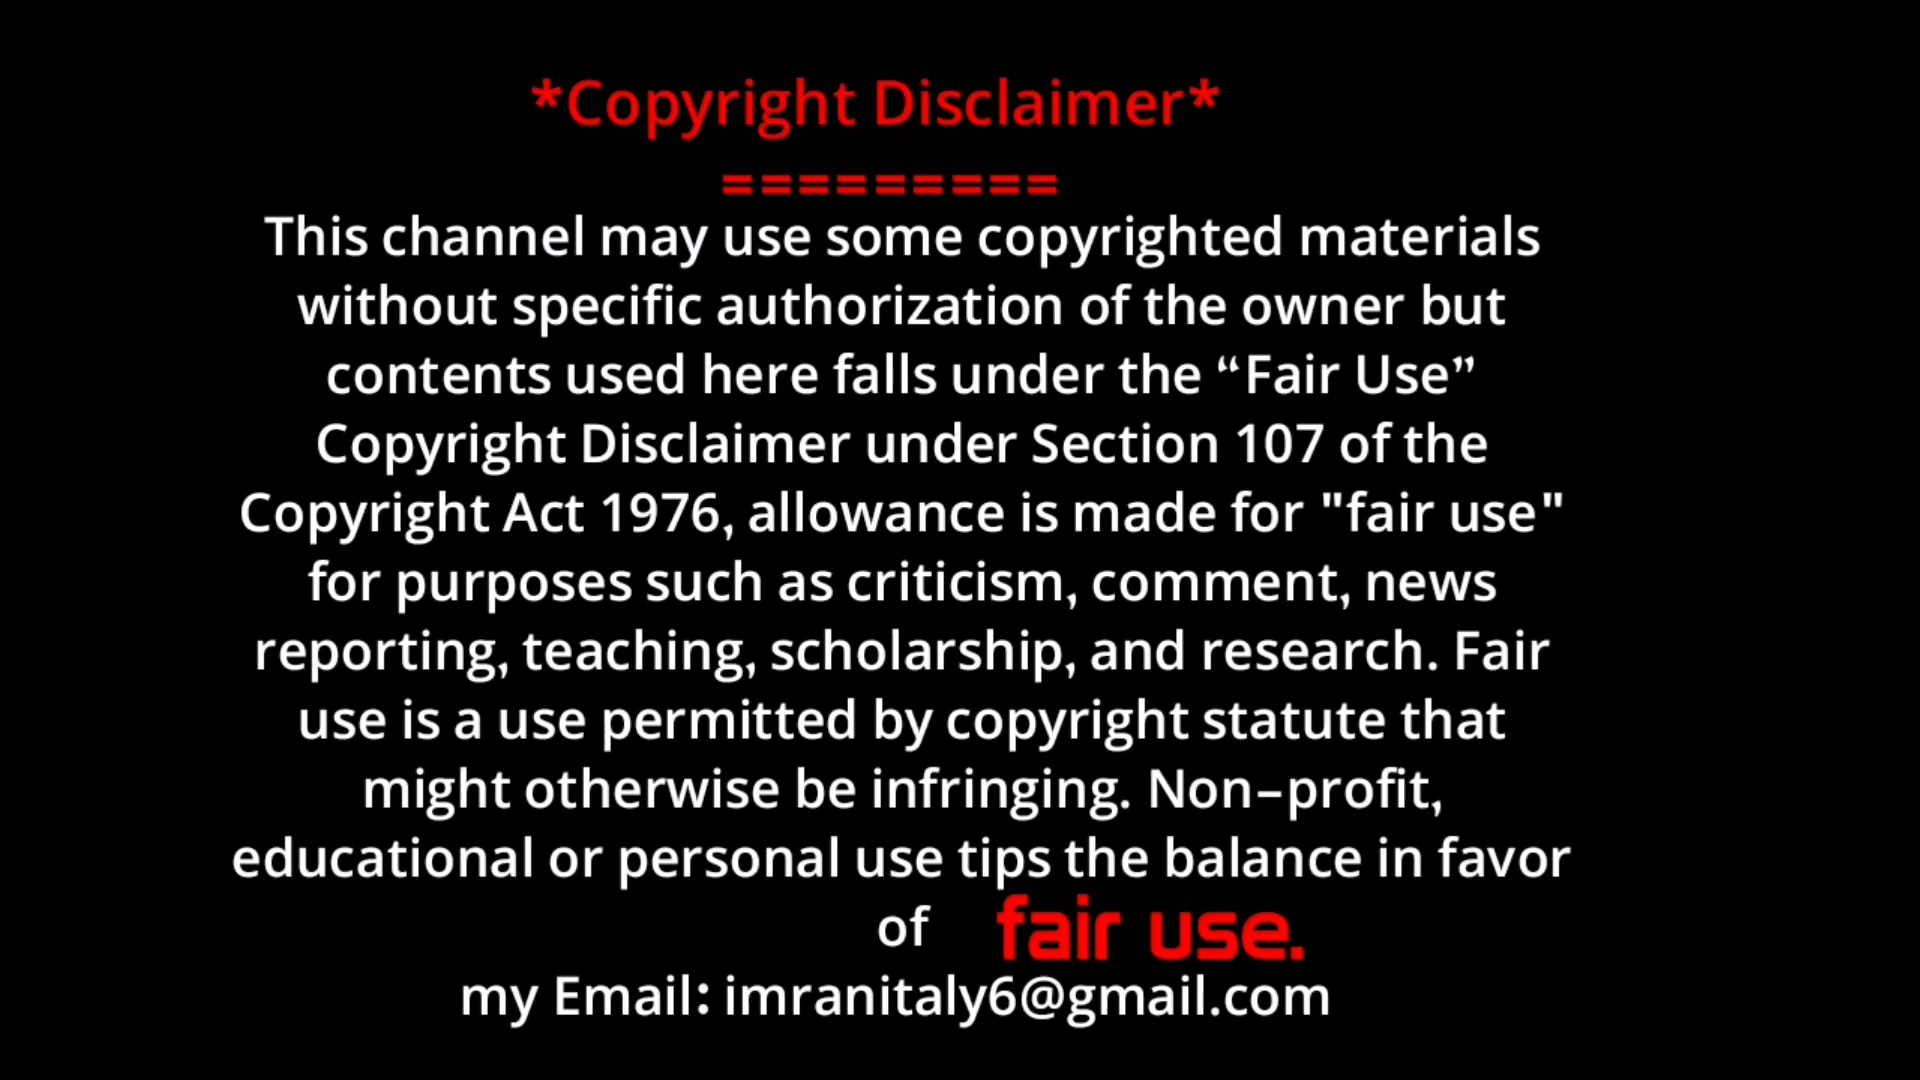 *Copyright Disclaimer*
=========
This channel may use some copyrighted materials
without specific authorization of the owner but
contents used here falls under the “Fair Use”
Copyright Disclaimer under Section 107 of the
Copyright Act 1976, allowance is made for "fair use"
for purposes such as criticism, comment, news
reporting, teaching, scholarship, and research. Fair
use is a use permitted by copyright statute that
might otherwise be infringing. Non–profit,
educational or personal use tips the balance in favor
of fair use.
my Email: imranitaly6@gmail.com